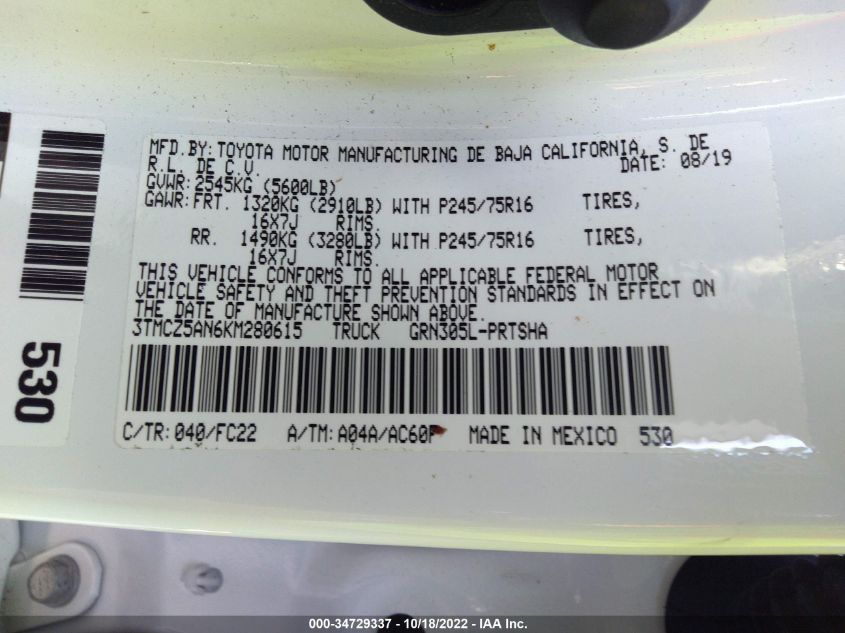 MFD.BY:TOYOTA MOTOR MANUFACTURING DE BAJA CALIFORNIA, S. DE
R.L. DE C.V. DATE: 08/19
GVWR:2545KG (5600LB)
GAWR:FRT. 1320KG (2910LB) WITH P245/75R16 TIRES,
16X7J RIMS.
RR. 1490KG (3280LB) WITH P245/75R16 TIRES,
16X7J RIMS.
THIS VEHICLE CONFORMS TO ALL APPLICABLE FEDERAL MOTOR
VEHICLE SAFETY AND THEFT PREVENTION STANDARDS IN EFFECT ON
THE DATE OF MANUFACTURE SHOWN ABOVE.
3TMCZ5AN6KM280615 TRUCK GRN305L-PRTSHA
C/TR:040/FC22 A/TM:A04A/AC60F MADE IN MEXICO 530
530
000-34729337 - 10/18/2022 - IAA Inc.